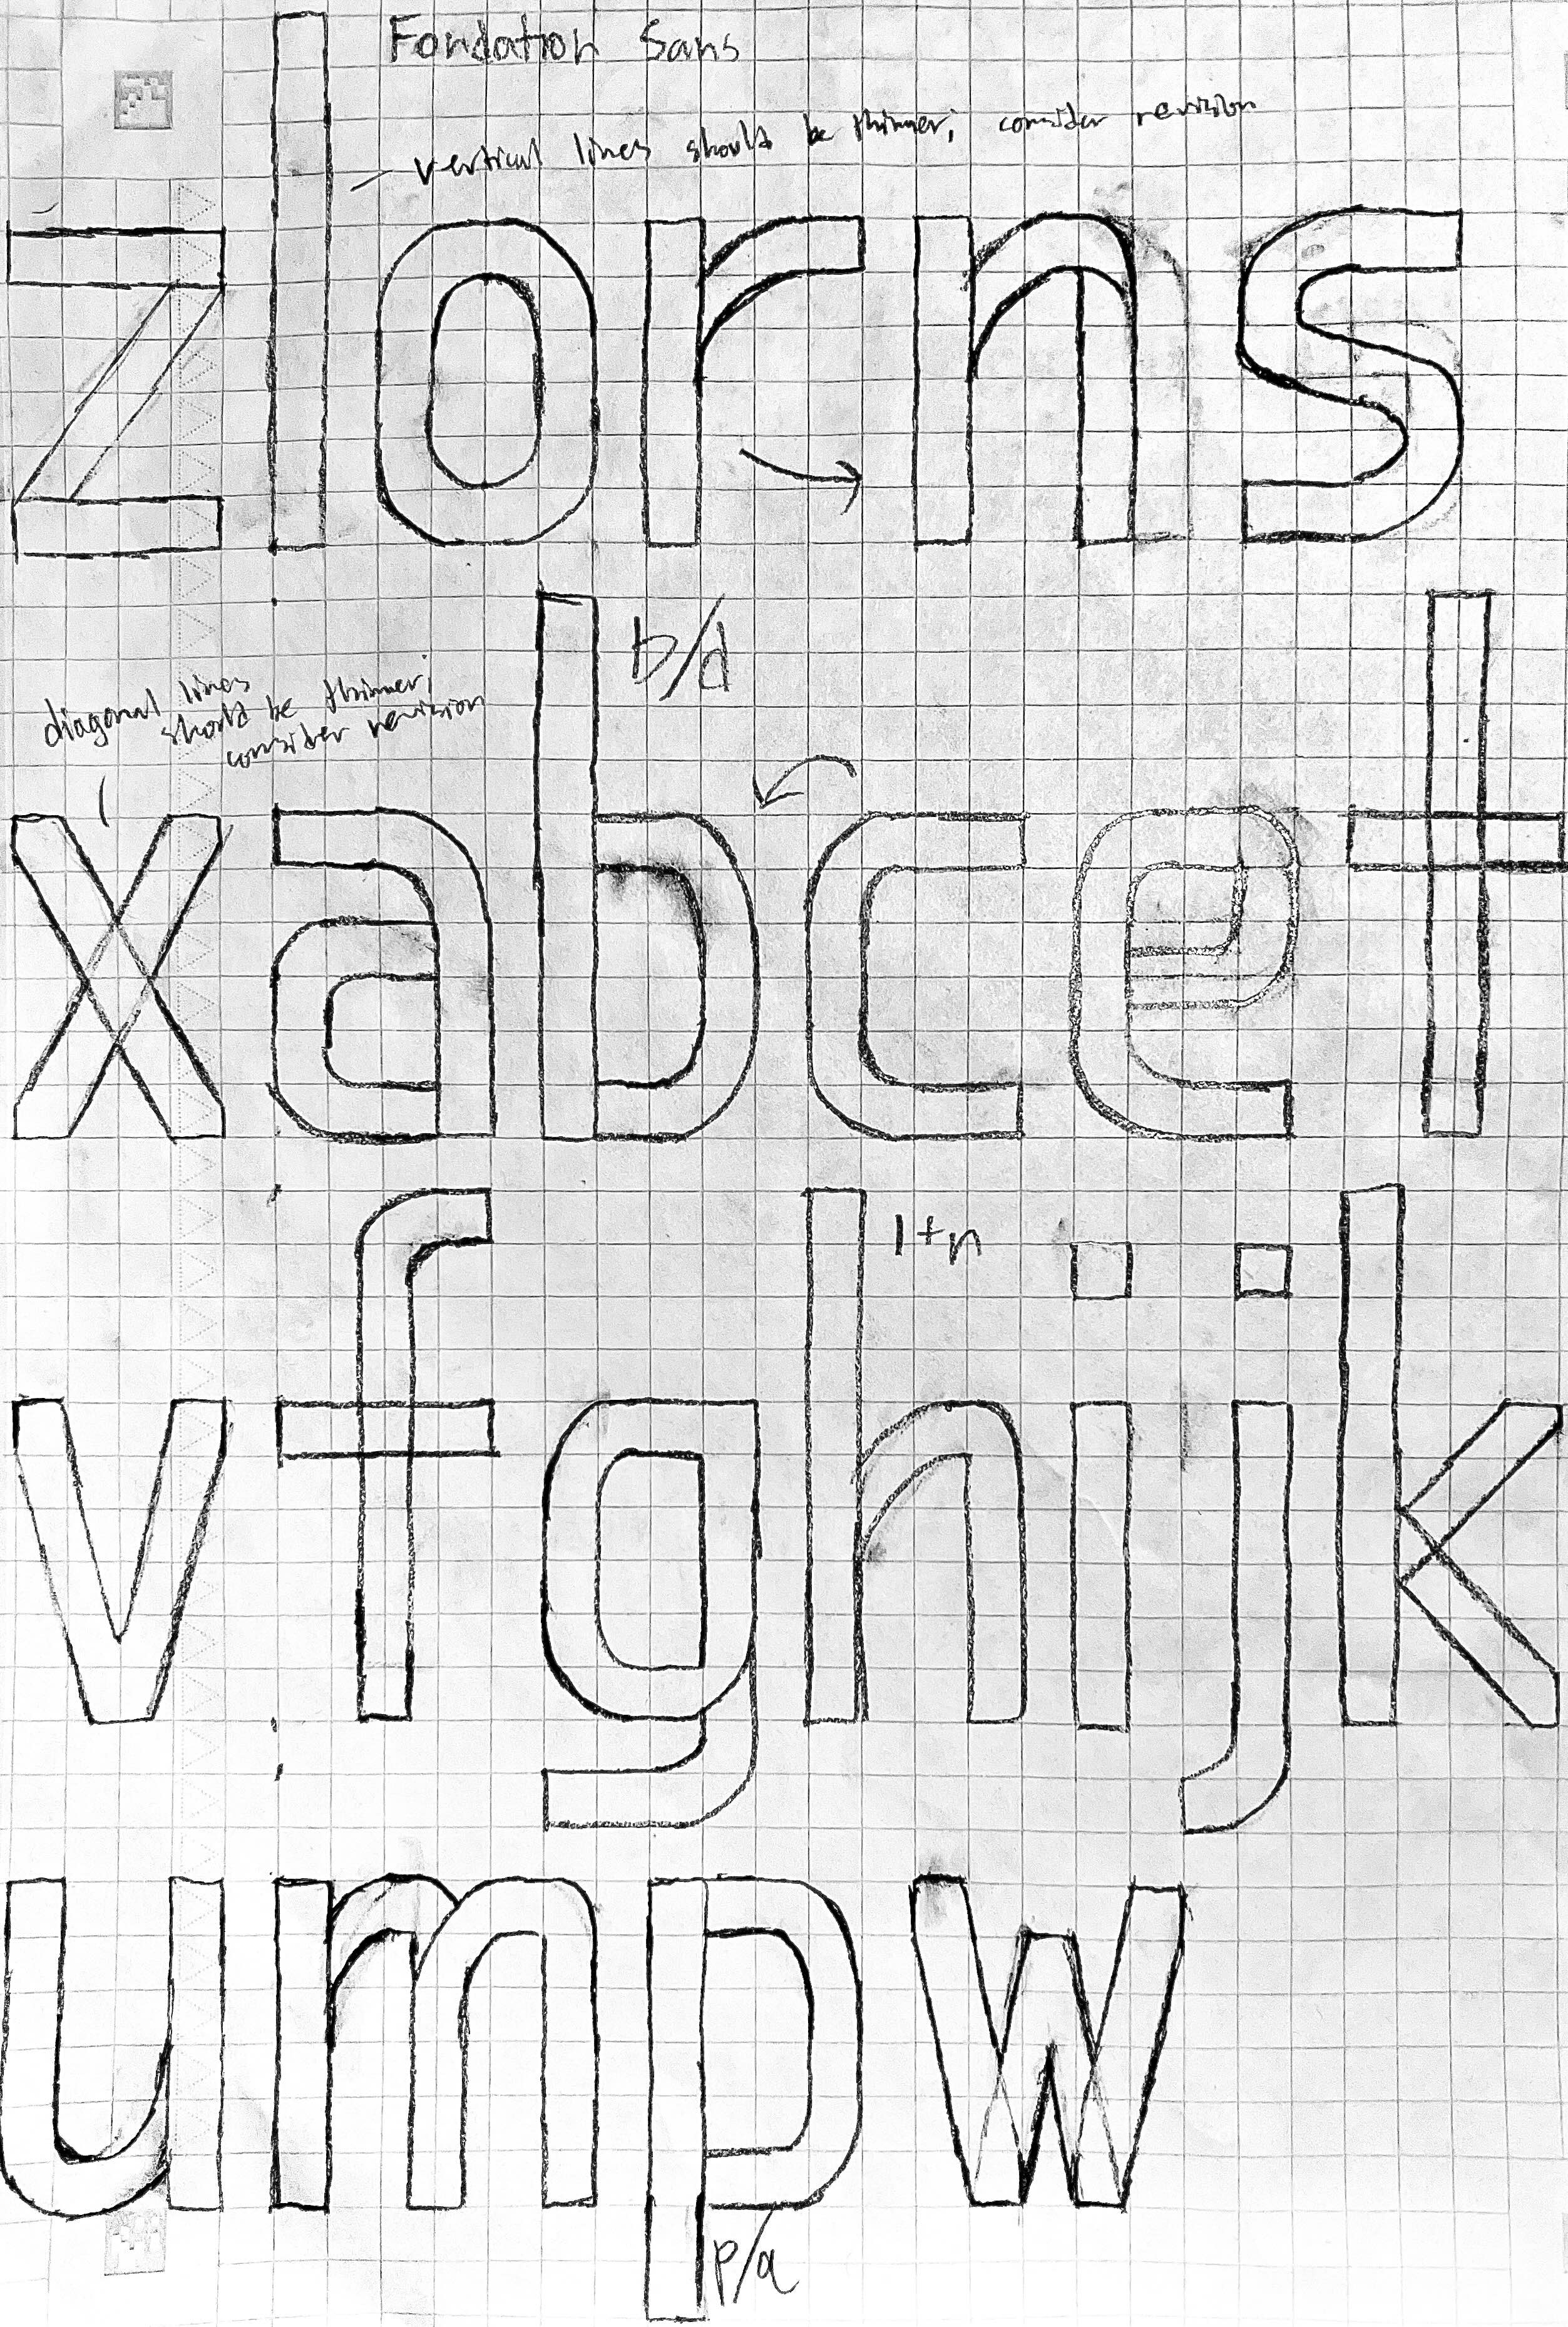 Fondation Sans
vertical lines should be thinner; consider revision
zlorns
b/d
diagonal lines
should be thinner;
consider revision
xabcet
l+n
vfghijk
umpw
p/q